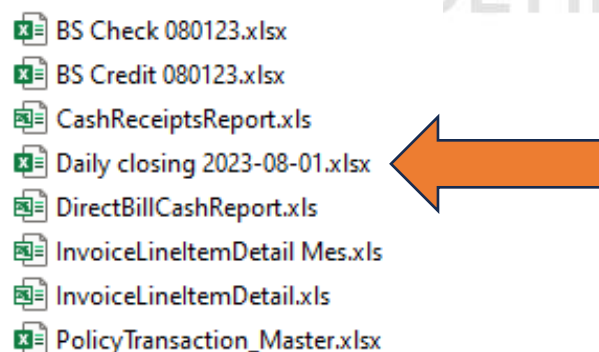 BS Check 080123.xlsx
BS Credit 080123.xlsx
CashReceiptsReport.xls
Daily closing 2023-08-01.xlsx
DirectBillCashReport.xls
InvoiceLineItemDetail Mes.xls
InvoiceLineItemDetail.xls
PolicyTransaction_Master.xlsx